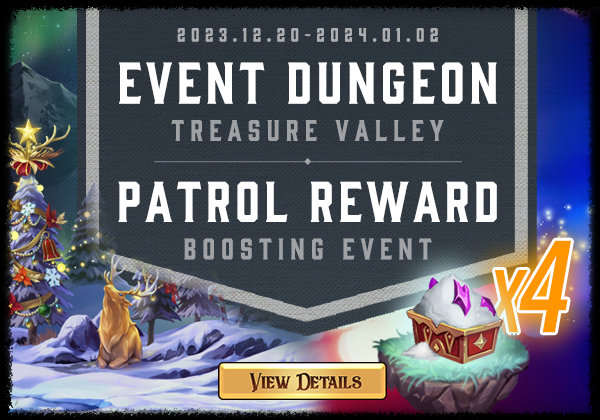 2023.12.20~2024.01.02
EVENT DUNGEON
TREASURE VALLEY
PATROL REWARD
BOOSTING EVENT
x4
VIEW DETAILS